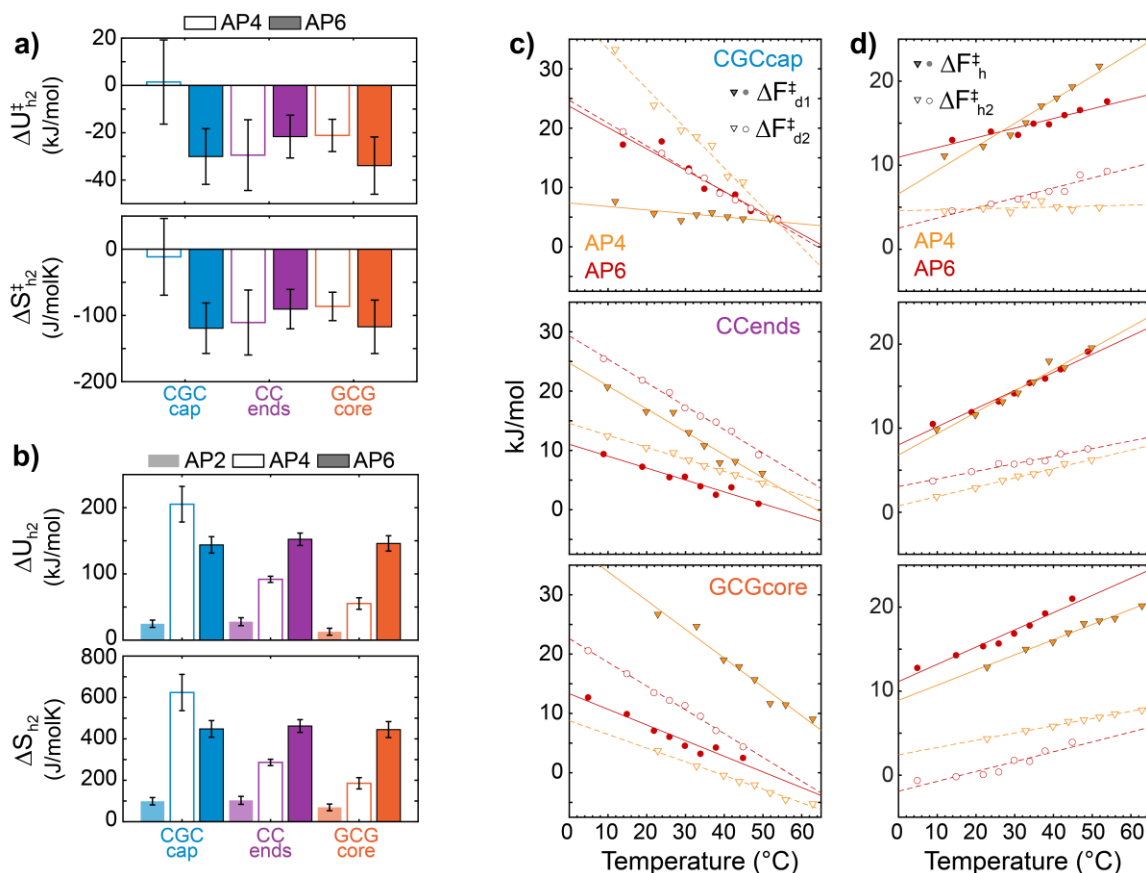 a)
AP4 AP6
ΔU‡h2
(kJ/mol)
20
0
-20
-40
ΔS‡h2
(J/molK)
0
-100
-200
CGC
cap
CC
ends
GCG
core
b)
AP2 AP4 AP6
ΔUh2
(kJ/mol)
200
100
0
ΔSh2
(J/molK)
800
600
400
200
0
CGC
cap
CC
ends
GCG
core
c)
kJ/mol
CGCcap
ΔF‡d1
ΔF‡d2
30
20
10
0
AP4
AP6
CCends
30
20
10
0
GCGcore
30
20
10
0
0 10 20 30 40 50 60
Temperature (°C)
d)
ΔF‡h
ΔF‡h2
20
10
0
AP4
AP6
20
10
0
20
10
0
0 10 20 30 40 50 60
Temperature (°C)